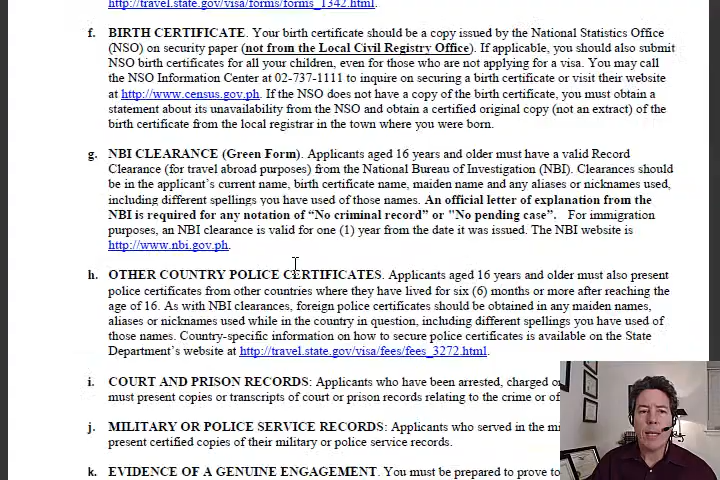 http://travel.state.gov/visa/forms/forms_1342.html.
f. BIRTH CERTIFICATE. Your birth certificate should be a copy issued by the National Statistics Office
(NSO) on security paper (not from the Local Civil Registry Office). If applicable, you should also submit
NSO birth certificates for all your children, even for those who are not applying for a visa. You may call
the NSO Information Center at 02-737-1111 to inquire on securing a birth certificate or visit their website
at http://www.census.gov.ph. If the NSO does not have a copy of the birth certificate, you must obtain a
statement about its unavailability from the NSO and obtain a certified original copy (not an extract) of the
birth certificate from the local registrar in the town where you were born.
g. NBI CLEARANCE (Green Form). Applicants aged 16 years and older must have a valid Record
Clearance (for travel abroad purposes) from the National Bureau of Investigation (NBI). Clearances should
be in the applicant's current name, birth certificate name, maiden name and any aliases or nicknames used,
including different spellings you have used of those names. An official letter of explanation from the
NBI is required for any notation of “No criminal record” or "No pending case”. For immigration
purposes, an NBI clearance is valid for one (1) year from the date it was issued. The NBI website is
http://www.nbi.gov.ph.
h. OTHER COUNTRY POLICE CERTIFICATES. Applicants aged 16 years and older must also present
police certificates from other countries where they have lived for six (6) months or more after reaching the
age of 16. As with NBI clearances, foreign police certificates should be obtained in any maiden names,
aliases or nicknames used while in the country in question, including different spellings you have used of
those names. Country-specific information on how to secure police certificates is available on the State
Department's website at http://travel.state.gov/visa/fees/fees_3272.html.
i. COURT AND PRISON RECORDS: Applicants who have been arrested, charged
must present copies or transcripts of court or prison records relating to the crime or
j. MILITARY OR POLICE SERVICE RECORDS: Applicants who served in the
present certified copies of their military or police service records.
k. EVIDENCE OF A GENUINE ENGAGEMENT. You must be prepared to prove to